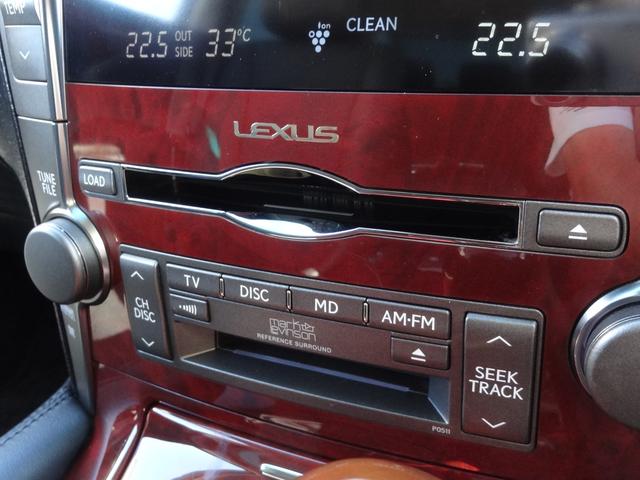 TEMP
22.5 OUT SIDE 33°C
ion
CLEAN
22.5
LEXUS
TUNE
FILE
LOAD
CH
DISC
TV
DISC
MD
AM·FM
mark
levinson
REFERENCE SURROUND
SEEK
TRACK
P0511